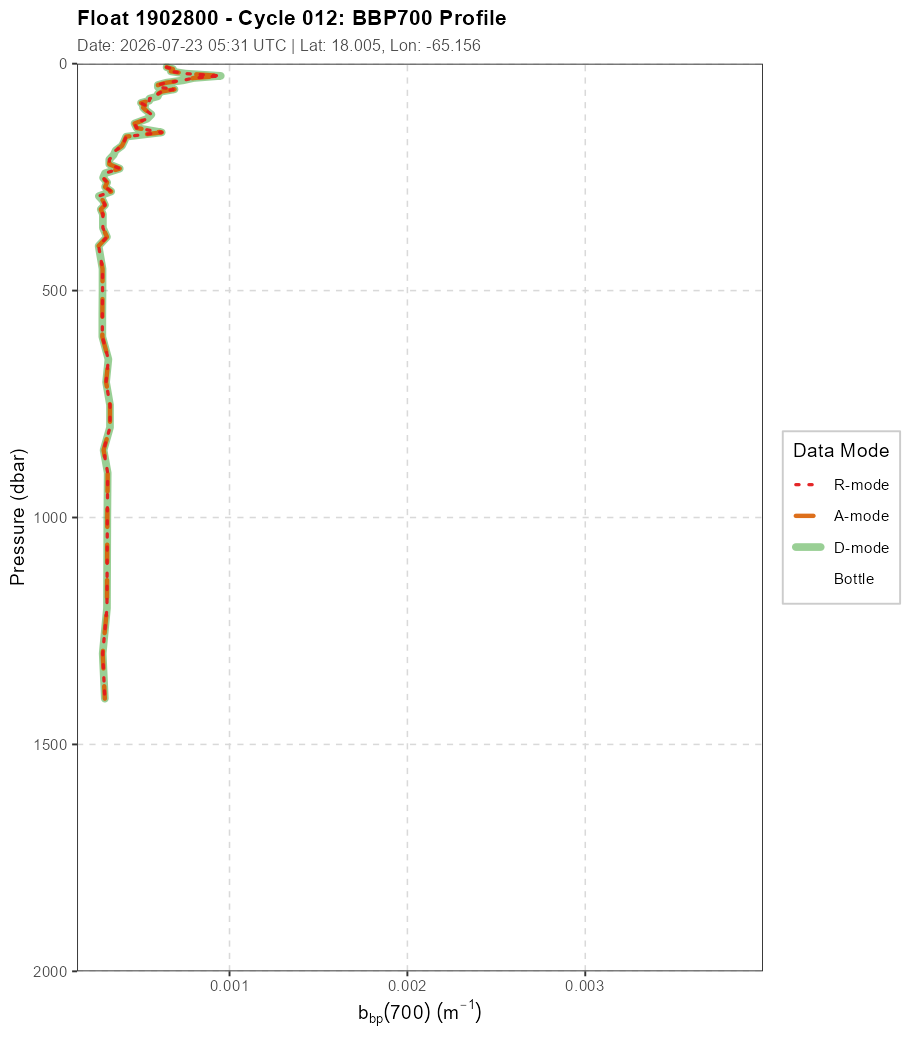 Float 1902800 - Cycle 012: BBP700 Profile
Date: 2026-07-23 05:31 UTC | Lat: 18.005, Lon: -65.156
0
500
1000
1500
2000
Pressure (dbar)
0.001
0.002
0.003
b_bp(700) (m⁻¹)
Data Mode
R-mode
A-mode
D-mode
Bottle